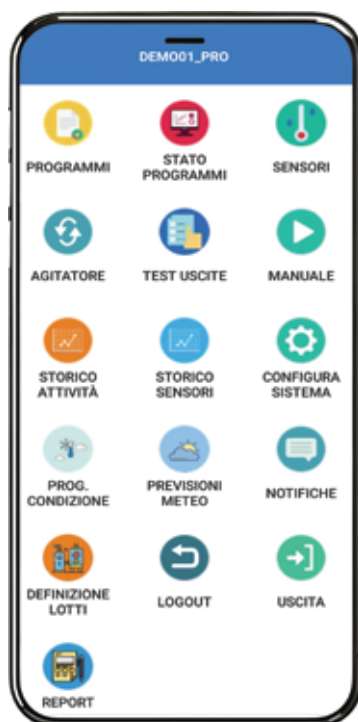 DEMO01_PRO
PROGRAMMI
STATO
PROGRAMMI
SENSORI
AGITATORE
TEST USCITE
MANUALE
STORICO
ATTIVITÀ
STORICO
SENSORI
CONFIGURA
SISTEMA
PROG.
CONDIZIONE
PREVISIONI
METEO
NOTIFICHE
DEFINIZIONE
LOTTI
LOGOUT
USCITA
REPORT